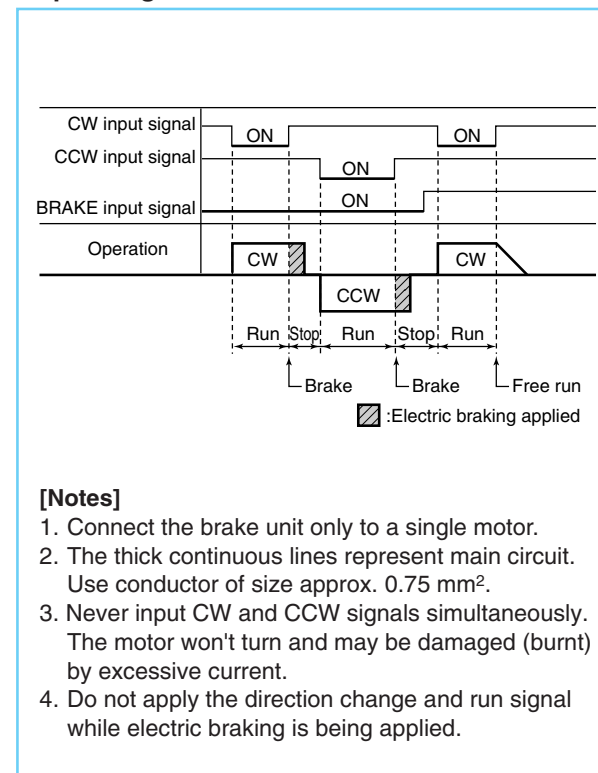 CW input signal ON ON
CCW input signal ON
BRAKE input signal ON
Operation CW CW
CCW
Run Stop Run Stop Run
Brake Brake Free run
:Electric braking applied
[Notes]
1. Connect the brake unit only to a single motor.
2. The thick continuous lines represent main circuit.
Use conductor of size approx. 0.75 mm².
3. Never input CW and CCW signals simultaneously.
The motor won't turn and may be damaged (burnt)
by excessive current.
4. Do not apply the direction change and run signal
while electric braking is being applied.